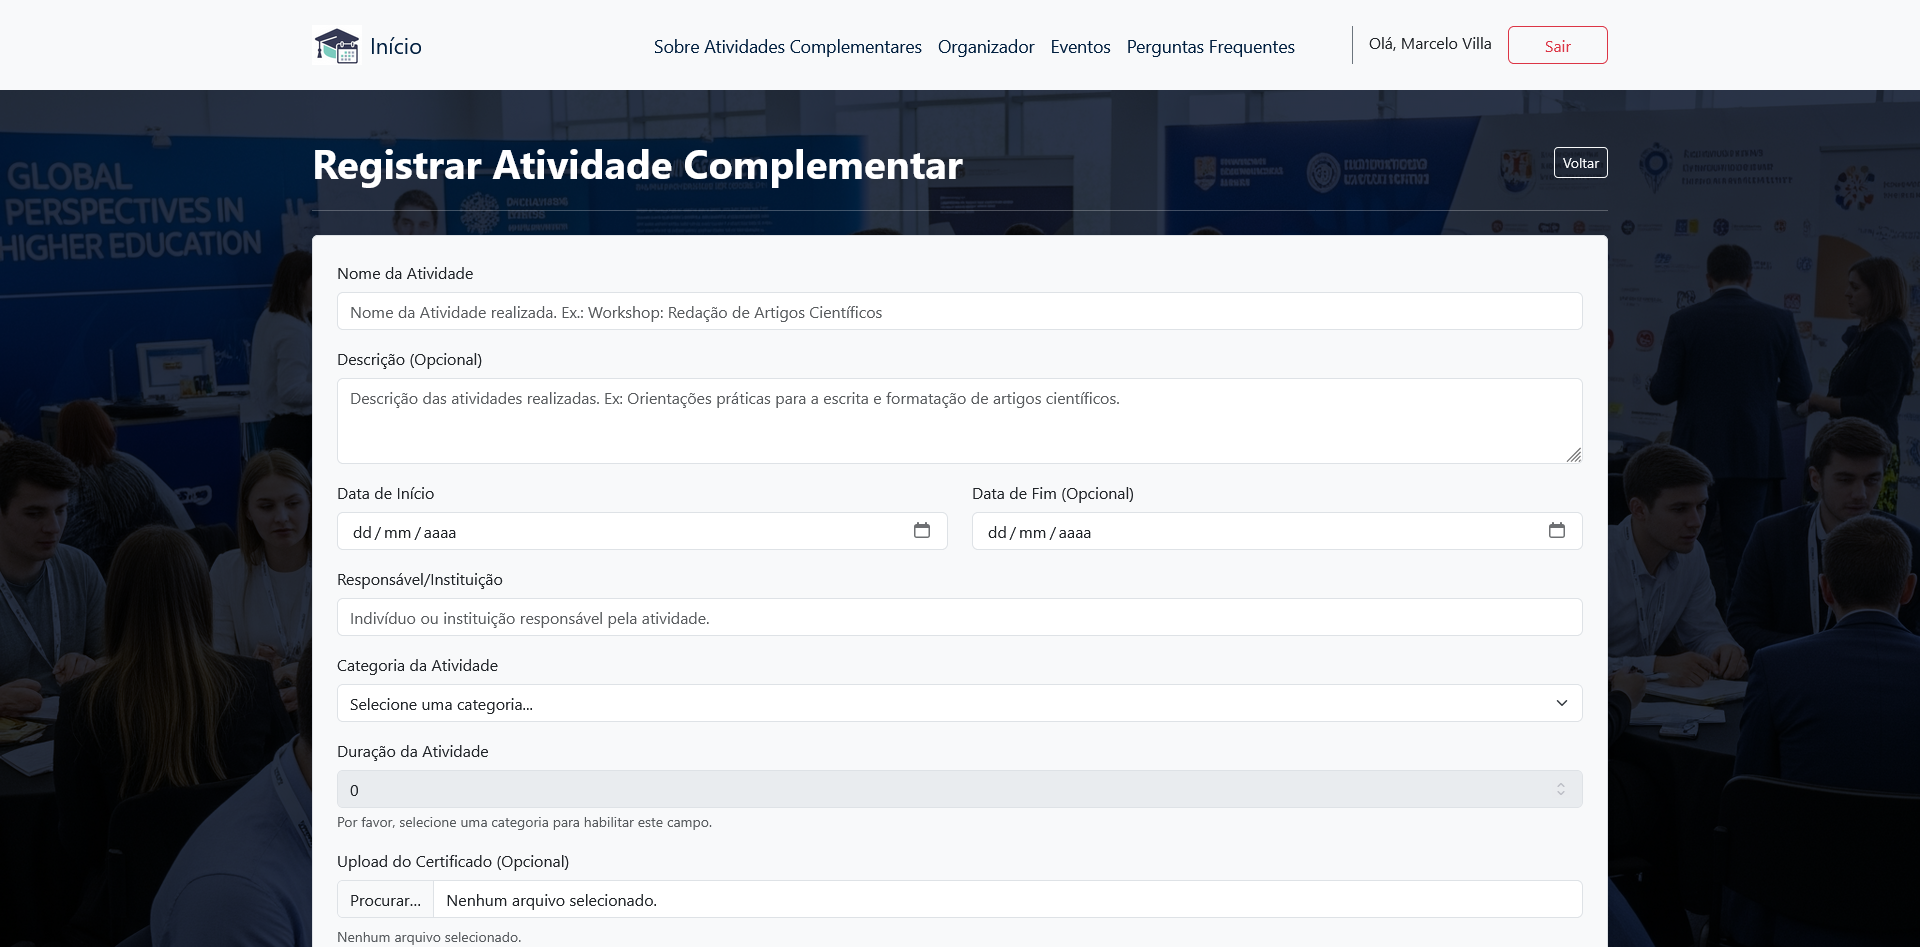 Início
Sobre Atividades Complementares
Organizador
Eventos
Perguntas Frequentes
Olá, Marcelo Villa
Sair
GLOBAL
PERSPECTIVES IN
HIGHER EDUCATION
Registrar Atividade Complementar
Voltar
Nome da Atividade
Nome da Atividade realizada. Ex.: Workshop: Redação de Artigos Científicos
Descrição (Opcional)
Descrição das atividades realizadas. Ex: Orientações práticas para a escrita e formatação de artigos científicos.
Data de Início
Data de Fim (Opcional)
dd/mm/aaaa
dd/mm/aaaa
Responsável/Instituição
Indivíduo ou instituição responsável pela atividade.
Categoria da Atividade
Selecione uma categoria...
Duração da Atividade
0
Por favor, selecione uma categoria para habilitar este campo.
Upload do Certificado (Opcional)
Procurar...
Nenhum arquivo selecionado.
Nenhum arquivo selecionado.